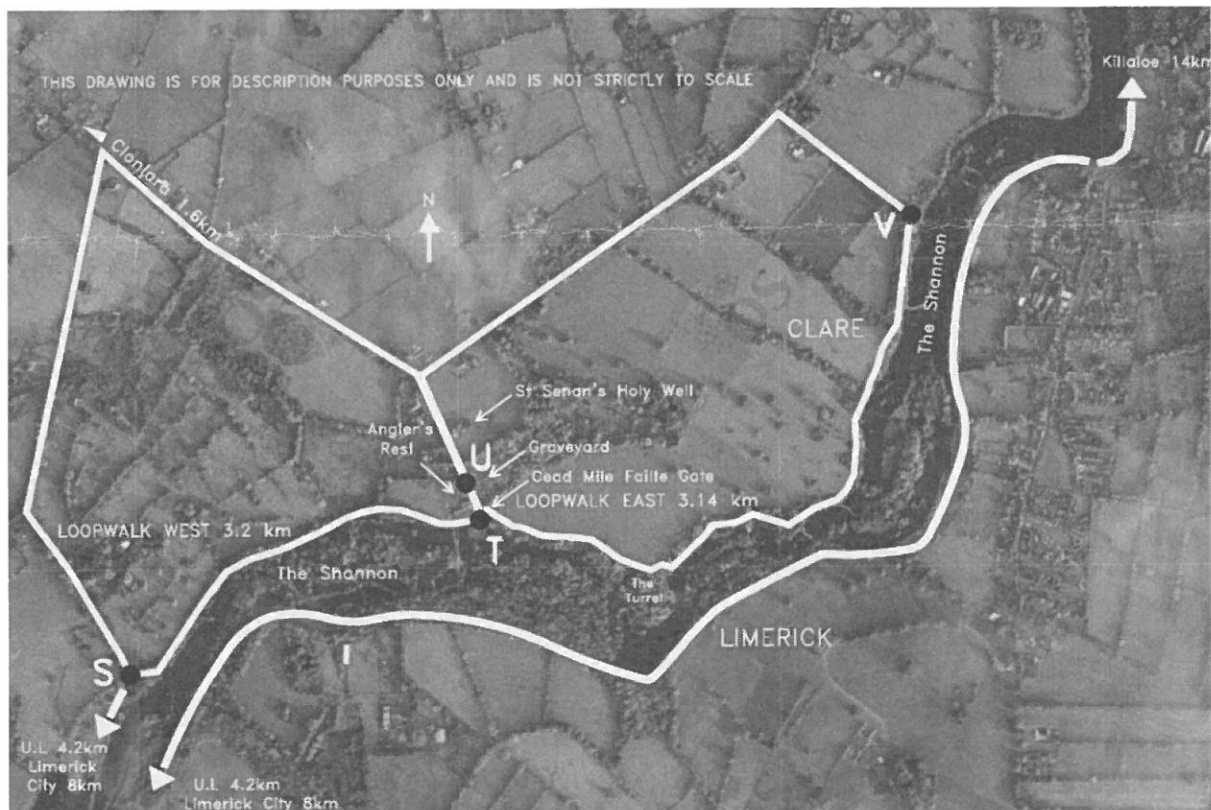 Killaloe 14km
THIS DRAWING IS FOR DESCRIPTION PURPOSES ONLY AND IS NOT STRICTLY TO SCALE
Clonlara 1.6km
N
V
The Shannon
CLARE
St Senan's Holy Well
Angler's
Rest
U
Graveyard
Cead Mile Failte Gate
LOOPWALK EAST 3.14 km
LOOPWALK WEST 3.2 km
T
The Shannon
The
Turret
LIMERICK
S
U.L 4.2km
Limerick
City 8km
U.L 4.2km
Limerick City 8km